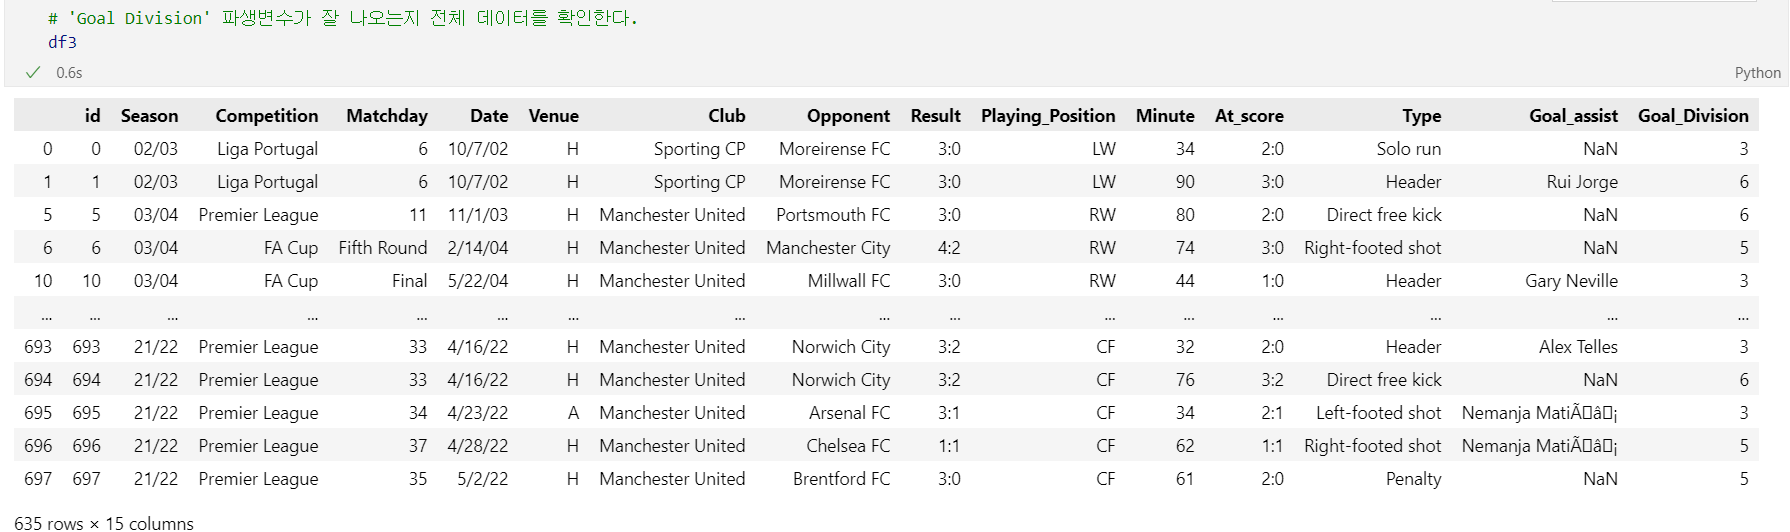 # 'Goal Division' 파생변수가 잘 나오는지 전체 데이터를 확인한다.
df3
0.6s
Python
id Season Competition Matchday Date Venue Club Opponent Result Playing_Position Minute At_score Type Goal_assist Goal_Division
0 0 02/03 Liga Portugal 6 10/7/02 H Sporting CP Moreirense FC 3:0 LW 34 2:0 Solo run NaN 3
1 1 02/03 Liga Portugal 6 10/7/02 H Sporting CP Moreirense FC 3:0 LW 90 3:0 Header Rui Jorge 6
5 5 03/04 Premier League 11 11/1/03 H Manchester United Portsmouth FC 3:0 RW 80 2:0 Direct free kick NaN 6
6 6 03/04 FA Cup Fifth Round 2/14/04 H Manchester United Manchester City 4:2 RW 74 3:0 Right-footed shot NaN 5
10 10 03/04 FA Cup Final 5/22/04 H Manchester United Millwall FC 3:0 RW 44 1:0 Header Gary Neville 3
... ... ... ... ... ... ... ... ... ... ... ... ... ... ... ...
693 693 21/22 Premier League 33 4/16/22 H Manchester United Norwich City 3:2 CF 32 2:0 Header Alex Telles 3
694 694 21/22 Premier League 33 4/16/22 H Manchester United Norwich City 3:2 CF 76 3:2 Direct free kick NaN 6
695 695 21/22 Premier League 34 4/23/22 A Manchester United Arsenal FC 3:1 CF 34 2:1 Left-footed shot Nemanja MatiÃ□â□¡ 3
696 696 21/22 Premier League 37 4/28/22 H Manchester United Chelsea FC 1:1 CF 62 1:1 Right-footed shot Nemanja MatiÃ□â□¡ 5
697 697 21/22 Premier League 35 5/2/22 H Manchester United Brentford FC 3:0 CF 61 2:0 Penalty NaN 5
635 rows × 15 columns